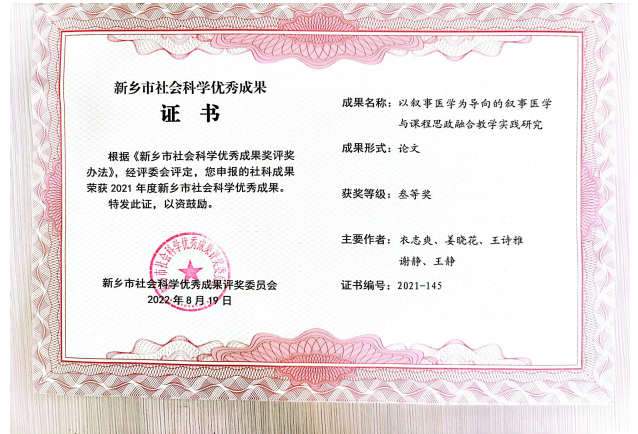 新乡市社会科学优秀成果
证书
根据《新乡市社会科学优秀成果奖评奖
办法》，经评委会评定，您申报的社科成果
荣获2021年度新乡市社会科学优秀成果。
特发此证，以资鼓励。
新乡市社会科学优秀成果评奖委员会
2022年8月19日
成果名称：以叙事医学为导向的叙事医学
与课程思政融合教学实践研究
成果形式：论文
获奖等级：叁等奖
主要作者：衣志爽、姜晓花、王诗雅
谢静、王静
证书编号：2021-145